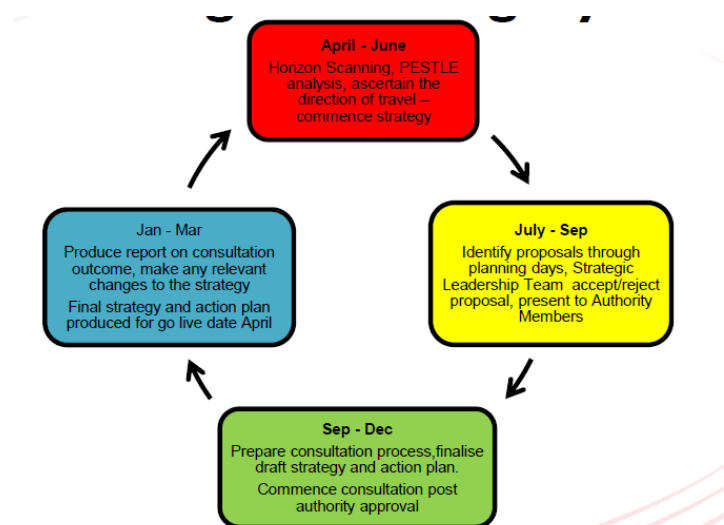 April - June
Horizon Scanning, PESTLE
analysis, ascertain the
direction of travel –
commence strategy
July - Sep
Identify proposals through
planning days, Strategic
Leadership Team accept/reject
proposal, present to Authority
Members
Sep - Dec
Prepare consultation process,finalise
draft strategy and action plan.
Commence consultation post
authority approval
Jan - Mar
Produce report on consultation
outcome, make any relevant
changes to the strategy
Final strategy and action plan
produced for go live date April